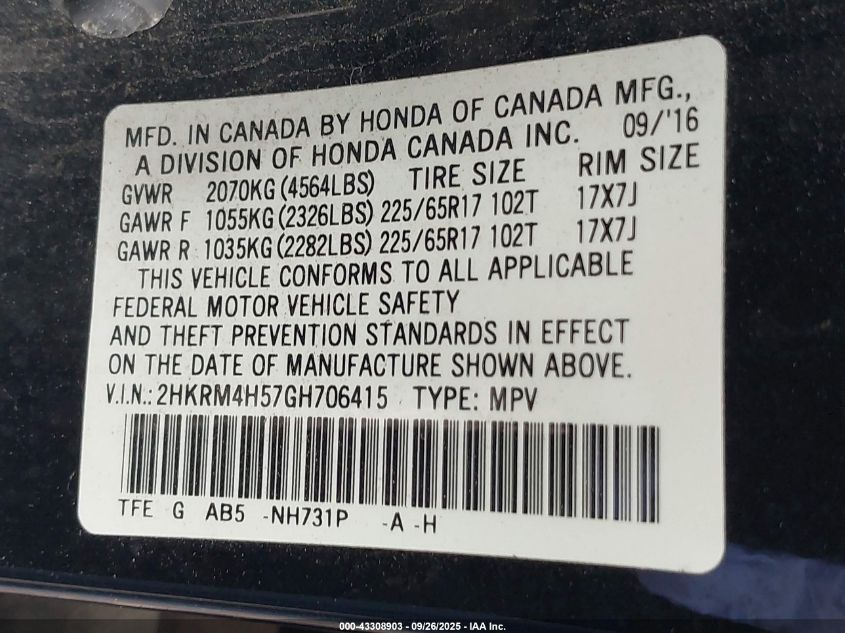 MFD. IN CANADA BY HONDA OF CANADA MFG.,
A DIVISION OF HONDA CANADA INC. 09/'16
GVWR 2070KG (4564LBS) TIRE SIZE RIM SIZE
GAWR F 1055KG (2326LBS) 225/65R17 102T 17X7J
GAWR R 1035KG (2282LBS) 225/65R17 102T 17X7J
THIS VEHICLE CONFORMS TO ALL APPLICABLE
FEDERAL MOTOR VEHICLE SAFETY
AND THEFT PREVENTION STANDARDS IN EFFECT
ON THE DATE OF MANUFACTURE SHOWN ABOVE.
V.I.N.: 2HKRM4H57GH706415 TYPE: MPV
TFE G AB5 -NH731P -A -H
000-43308903 - 09/26/2025 - IAA Inc.